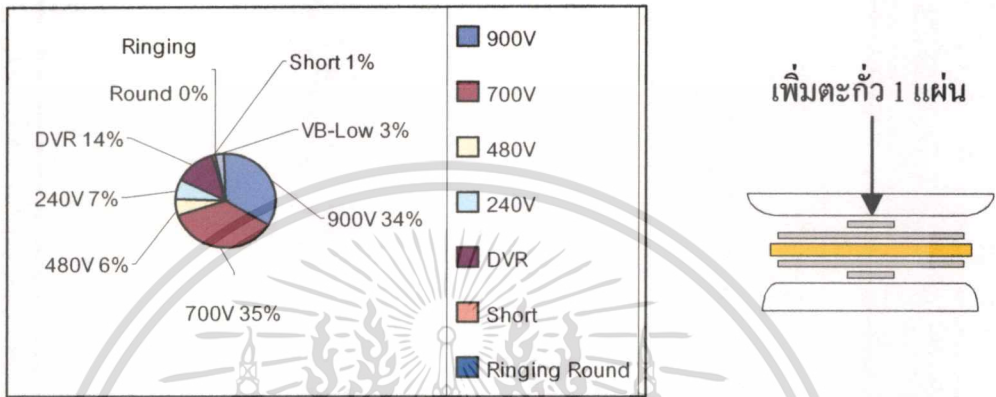 Ringing
Round 0%
Short 1%
VB-Low 3%
DVR 14%
240V 7%
480V 6%
900V 34%
700V 35%
900V
700V
480V
240V
DVR
Short
Ringing Round
เพิ่มตะกั่ว 1 แผ่น